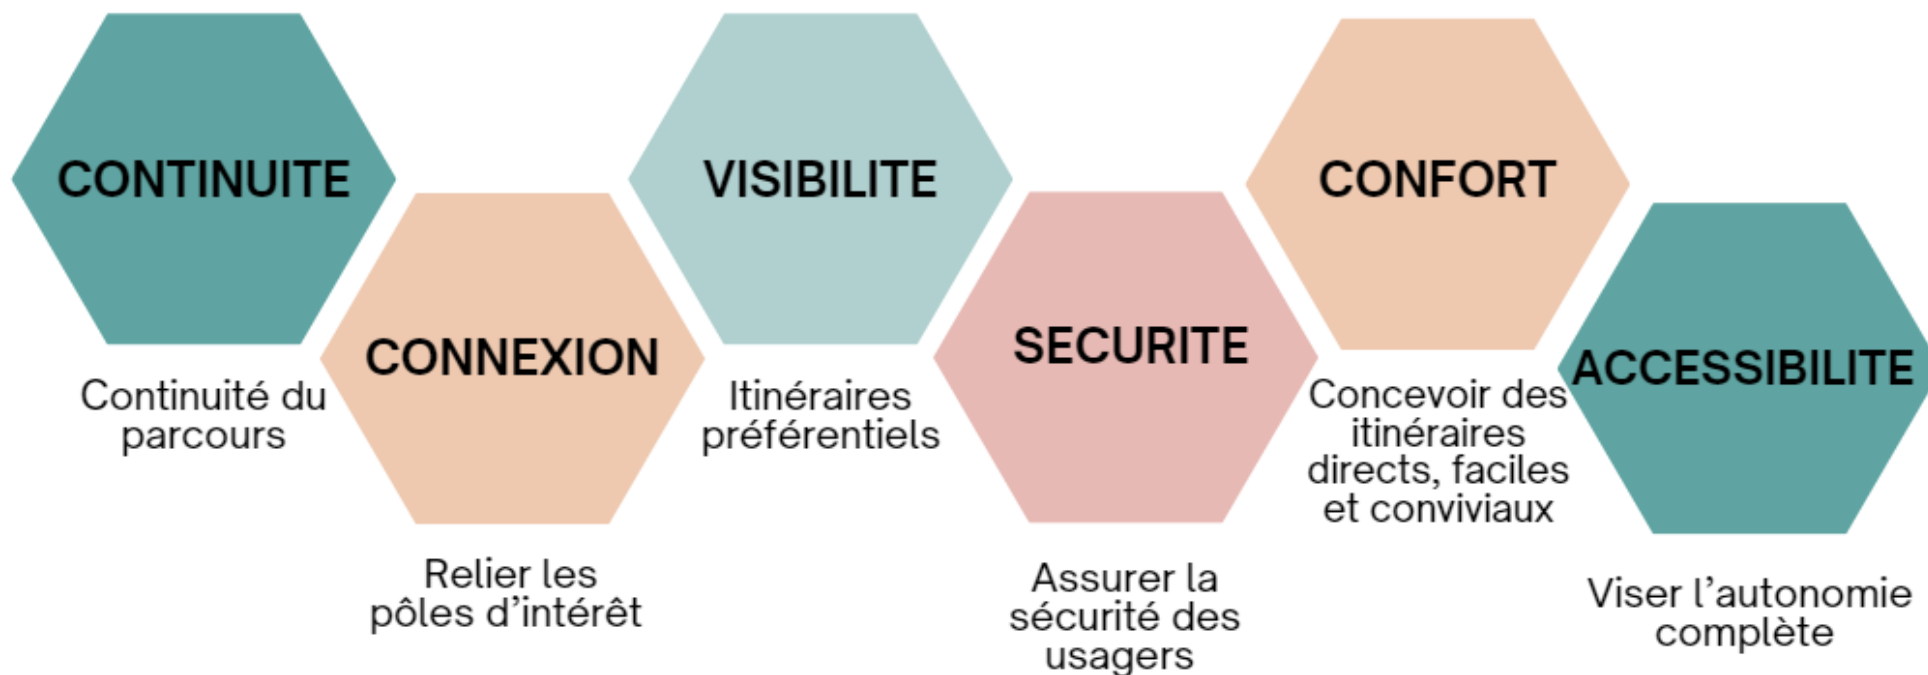 CONTINUITE
Continuité du
parcours
CONNEXION
Relier les
pôles d’intérêt
VISIBILITE
Itinéraires
préférentiels
SECURITE
Assurer la
sécurité des
usagers
CONFORT
Concevoir des
itinéraires
directs, faciles
et conviviaux
ACCESSIBILITE
Viser l’autonomie
complète